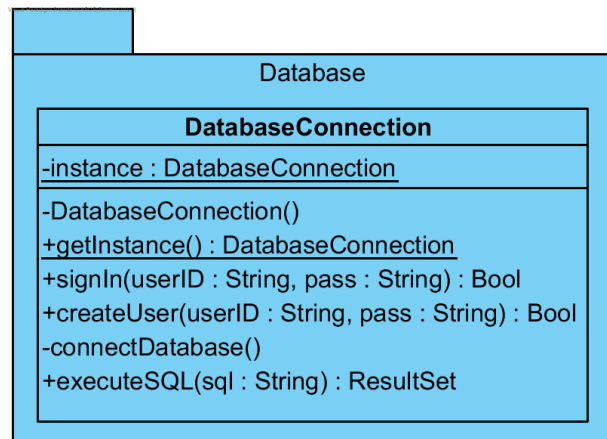 Database
DatabaseConnection
-instance : DatabaseConnection
-DatabaseConnection()
+getInstance() : DatabaseConnection
+signIn(userID : String, pass : String) : Bool
+createUser(userID : String, pass : String) : Bool
-connectDatabase()
+executeSQL(sql : String) : ResultSet